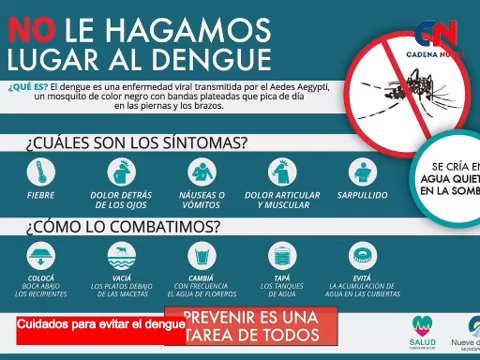 NO LE HAGAMOS
LUGAR AL DENGUE
CN
CADENA
¿QUÉ ES? El dengue es una enfermedad viral transmitida por el Aedes Aegypti,
un mosquito de color negro con bandas plateadas que pica de día
en las piernas y los brazos.
SE CRÍA EN
AGUA QUIET
EN LA SOMB
¿CUÁLES SON LOS SÍNTOMAS?
FIEBRE
DOLOR DETRÁS
DE LOS OJOS
NÁUSEAS O
VÓMITOS
DOLOR ARTICULAR
Y MUSCULAR
SARPULLIDO
¿CÓMO LO COMBATIMOS?
COLOCÁ
BOCA ABAJO
LOS RECIPIENTES
VACIÁ
LOS PLATOS DEBAJO
DE LAS MACETAS
CAMBIÁ
CON FRECUENCIA
EL AGUA DE FLOREROS
TAPÁ
LOS TANQUES
DE AGUA
EVITÁ
LA ACUMULACIÓN DE
AGUA EN LAS CUBIERTAS
Cuidados para evitar el dengue
PREVENIR ES UNA
TAREA DE TODOS
SALUD
Nueve d